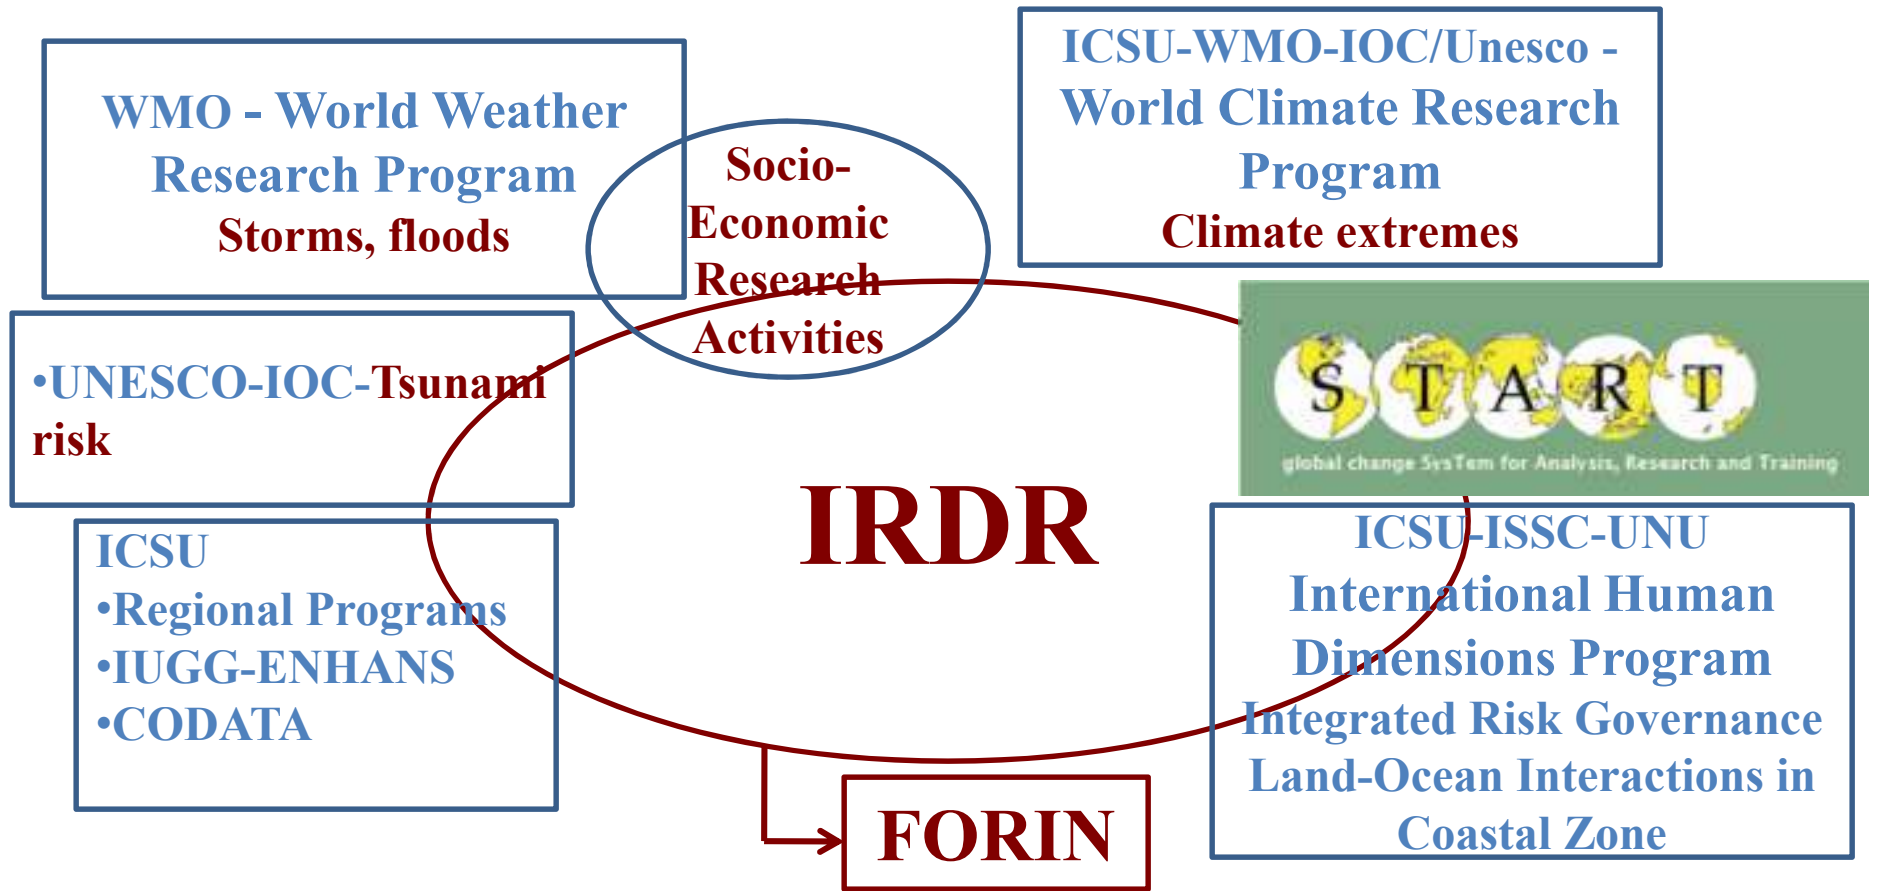 WMO - World Weather
Research Program
Storms, floods
Socio-
Economic
Research
Activities
ICSU-WMO-IOC/Unesco -
World Climate Research
Program
Climate extremes
•UNESCO-IOC-Tsunami
risk
START
global change SysTem for Analysis, Research and Training
IRDR
ICSU
•Regional Programs
•IUGG-ENHANS
•CODATA
ICSU-ISSC-UNU
International Human
Dimensions Program
Integrated Risk Governance
Land-Ocean Interactions in
Coastal Zone
FORIN